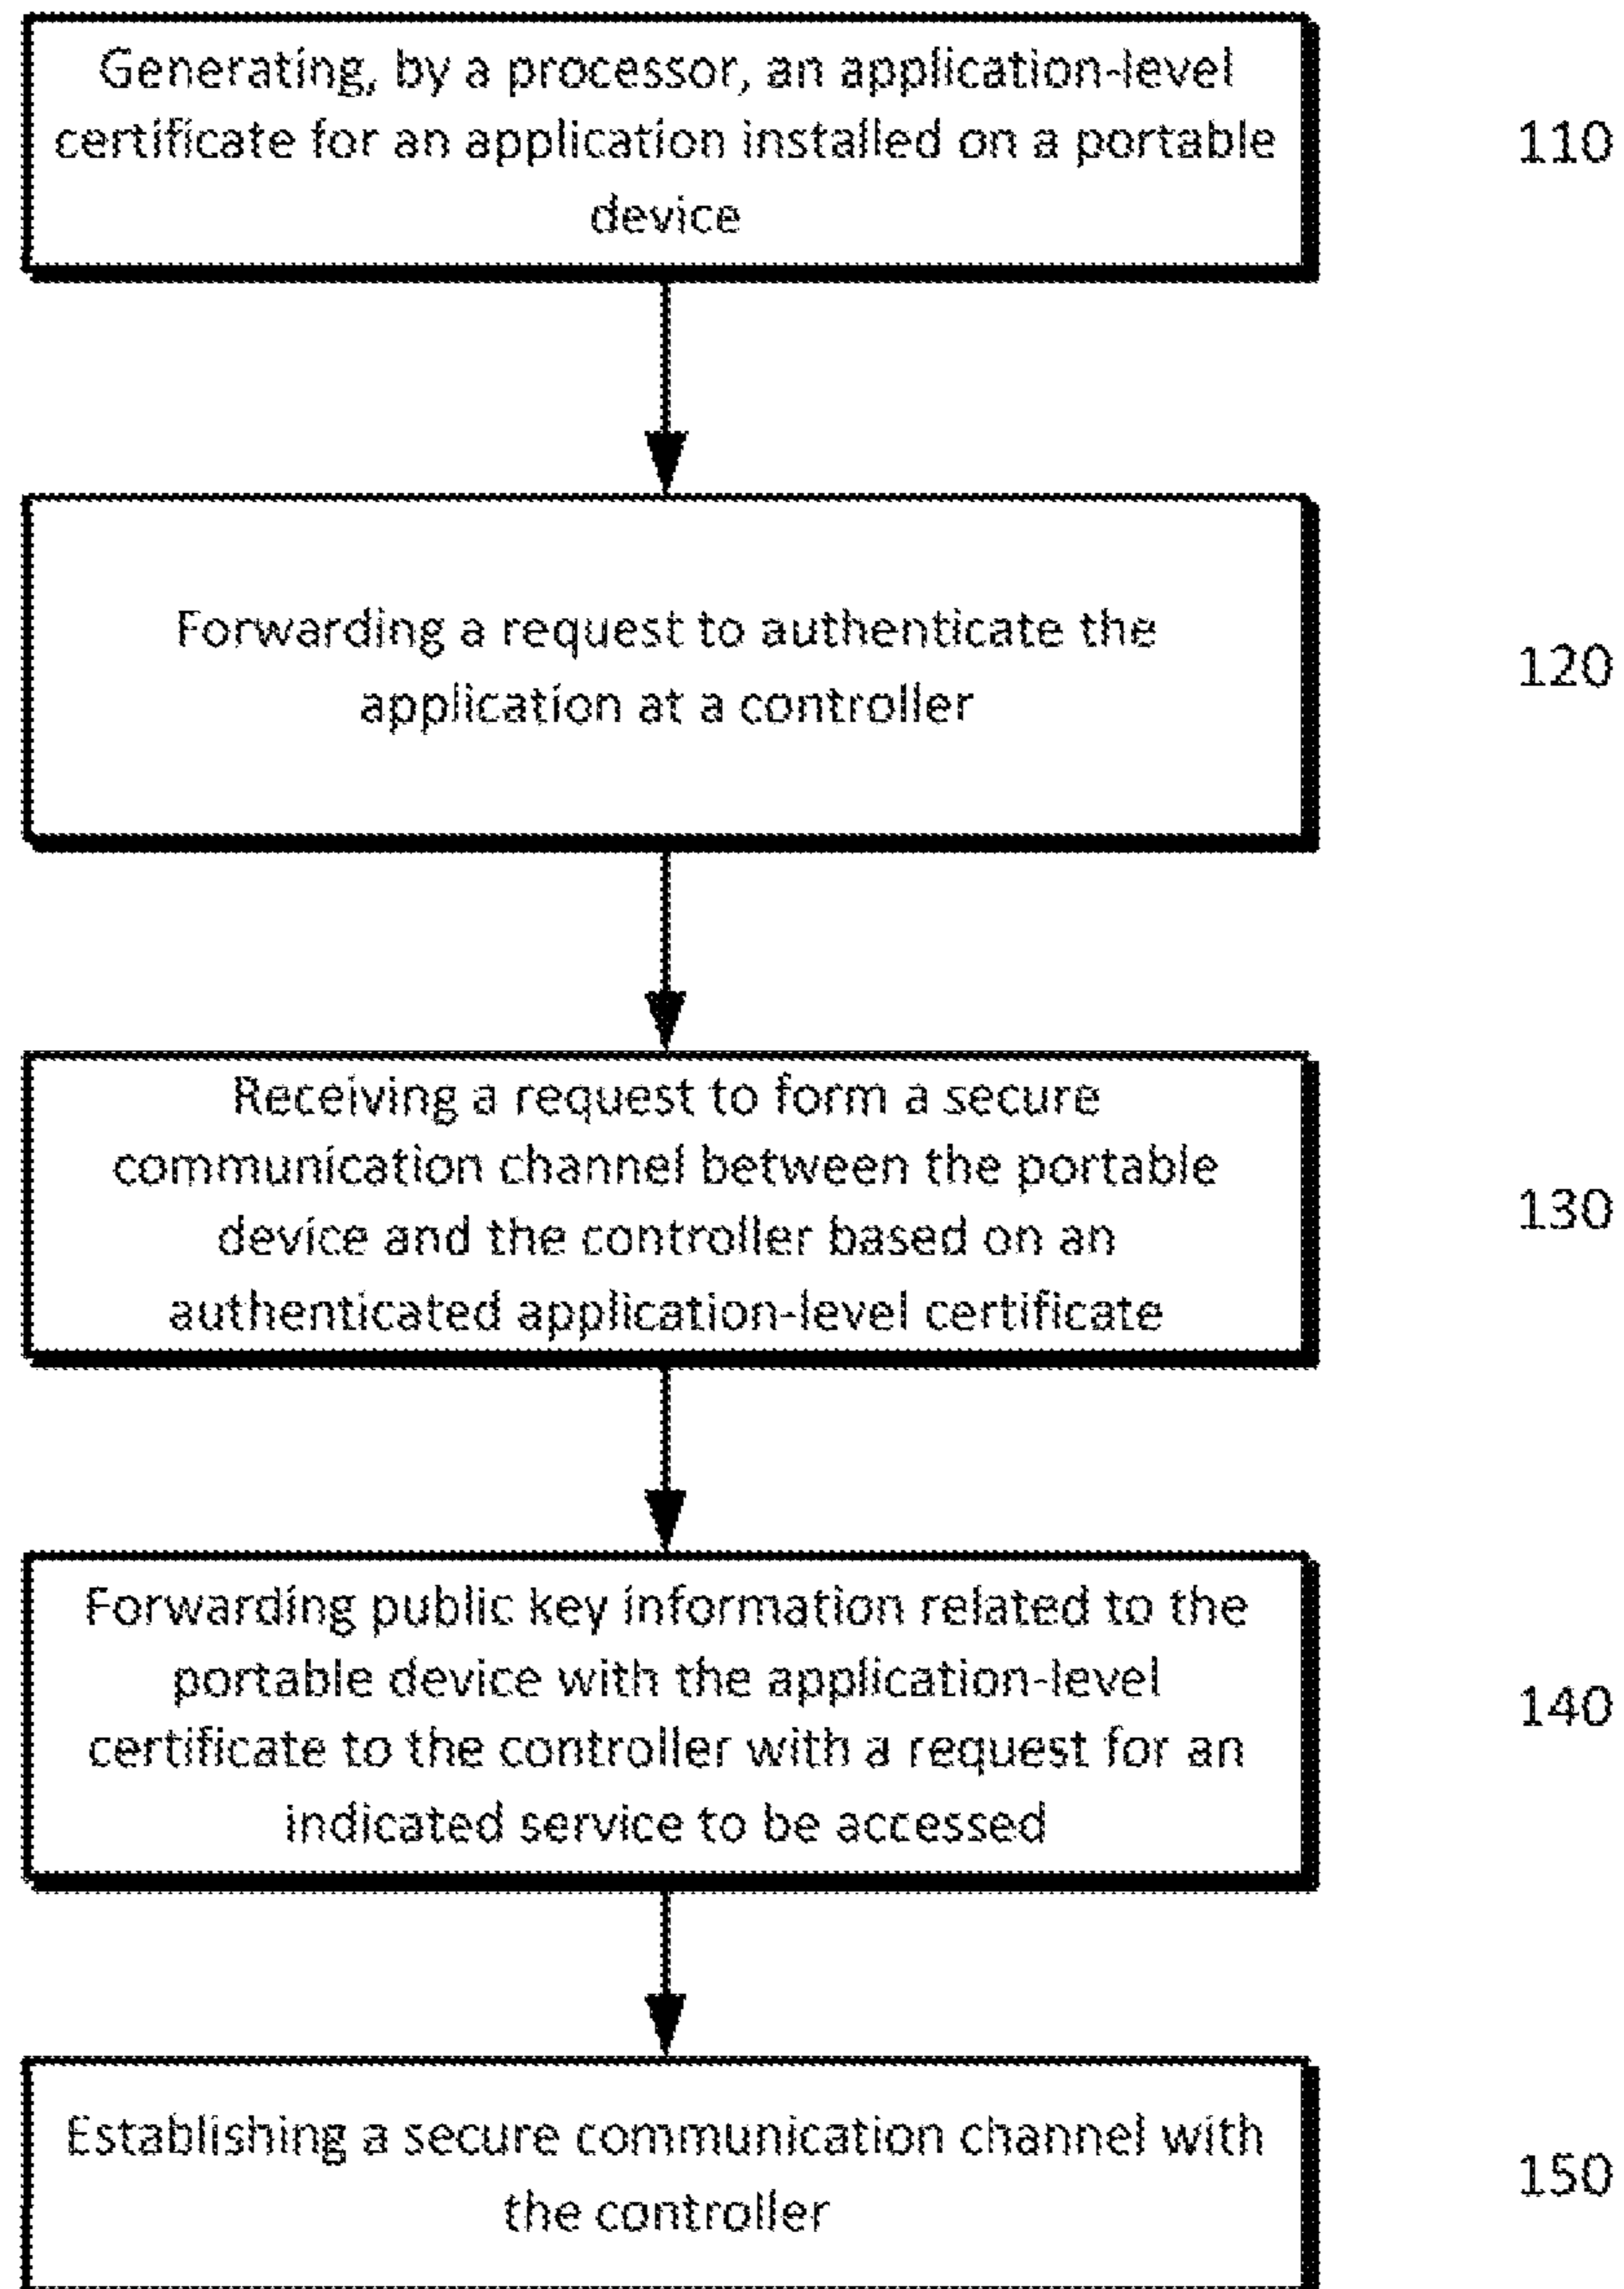 Generating, by a processor, an application-level
certificate for an application installed on a portable
device
110
Forwarding a request to authenticate the
application at a controller
120
Receiving a request to form a secure
communication channel between the portable
device and the controller based on an
authenticated application-level certificate
130
Forwarding public key information related to the
portable device with the application-level
certificate to the controller with a request for an
indicated service to be accessed
140
Establishing a secure communication channel with
the controller
150